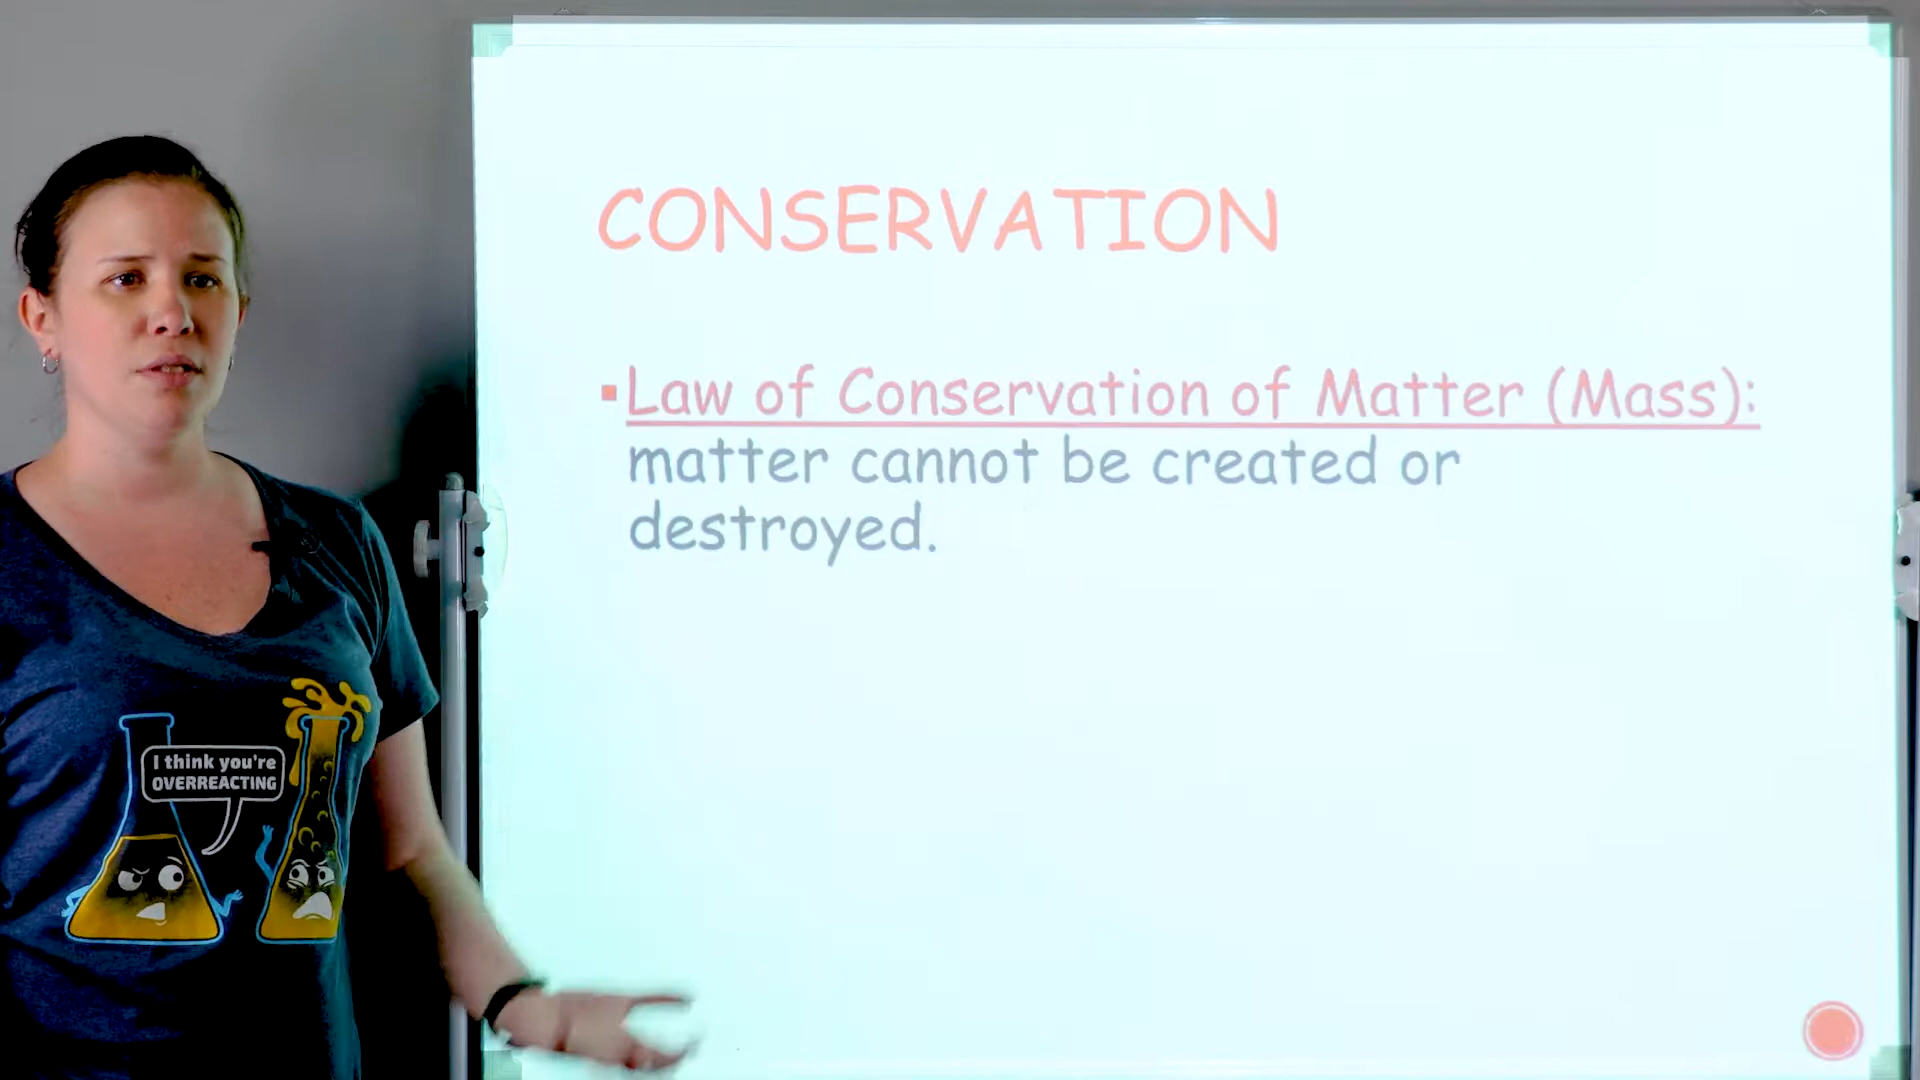 CONSERVATION
▪Law of Conservation of Matter (Mass):
matter cannot be created or
destroyed.
I think you're
OVERREACTING